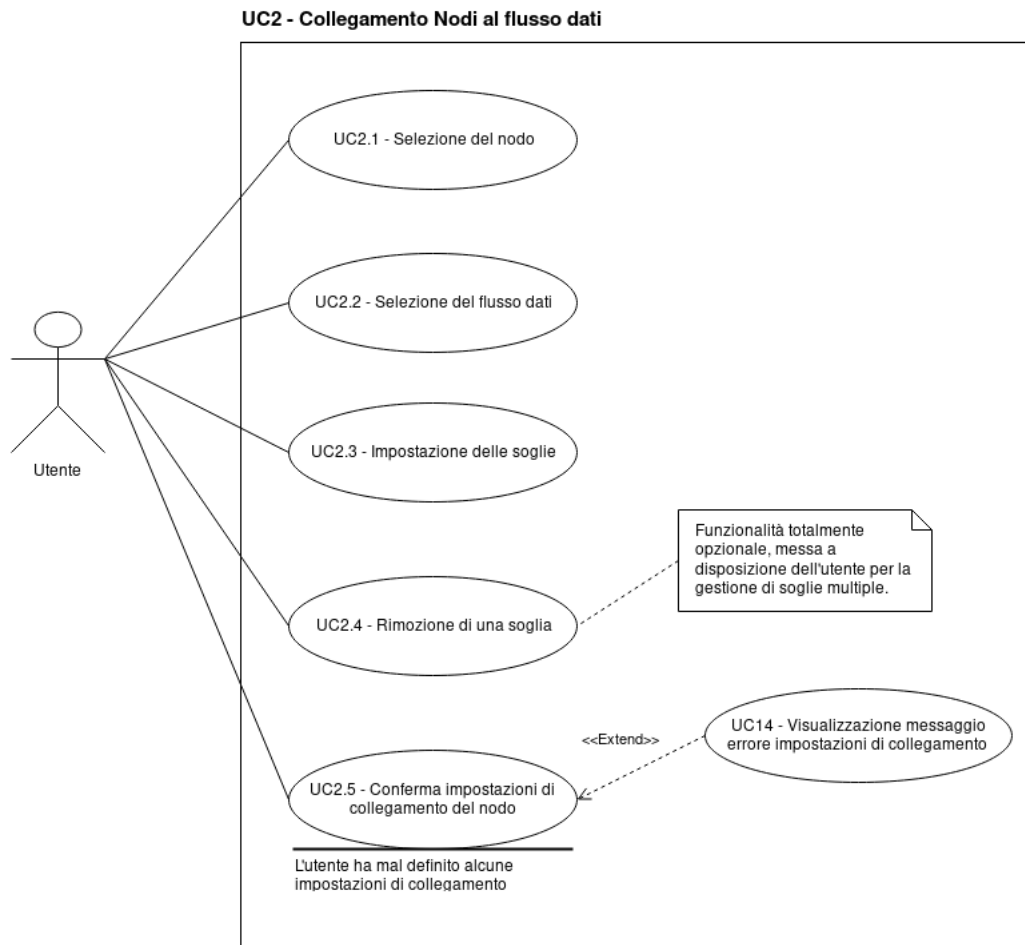 UC2 - Collegamento Nodi al flusso dati
UC2.1 - Selezione del nodo
UC2.2 - Selezione del flusso dati
UC2.3 - Impostazione delle soglie
Utente
Funzionalità totalmente
opzionale, messa a
disposizione dell'utente per la
gestione di soglie multiple.
UC2.4 - Rimozione di una soglia
UC14 - Visualizzazione messaggio
errore impostazioni di collegamento
<<Extend>>
UC2.5 - Conferma impostazioni di
collegamento del nodo
L'utente ha mal definito alcune
impostazioni di collegamento